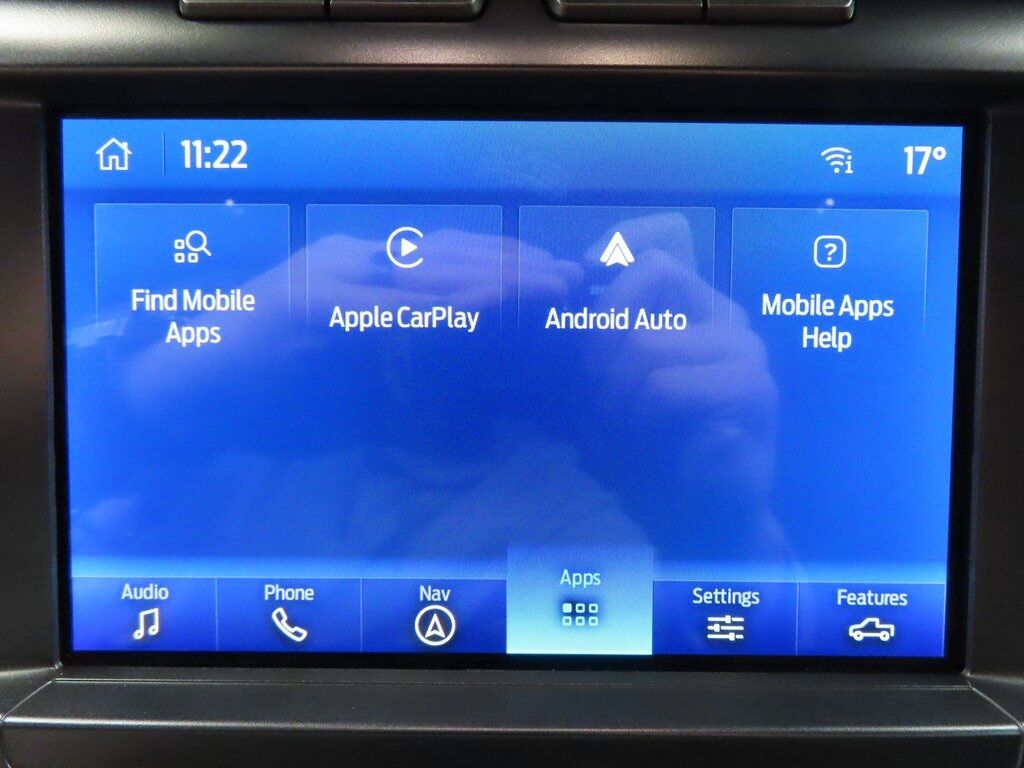 11:22 17°
Find Mobile
Apps
Apple CarPlay
Android Auto
Mobile Apps
Help
Audio
Phone
Nav
Apps
Settings
Features